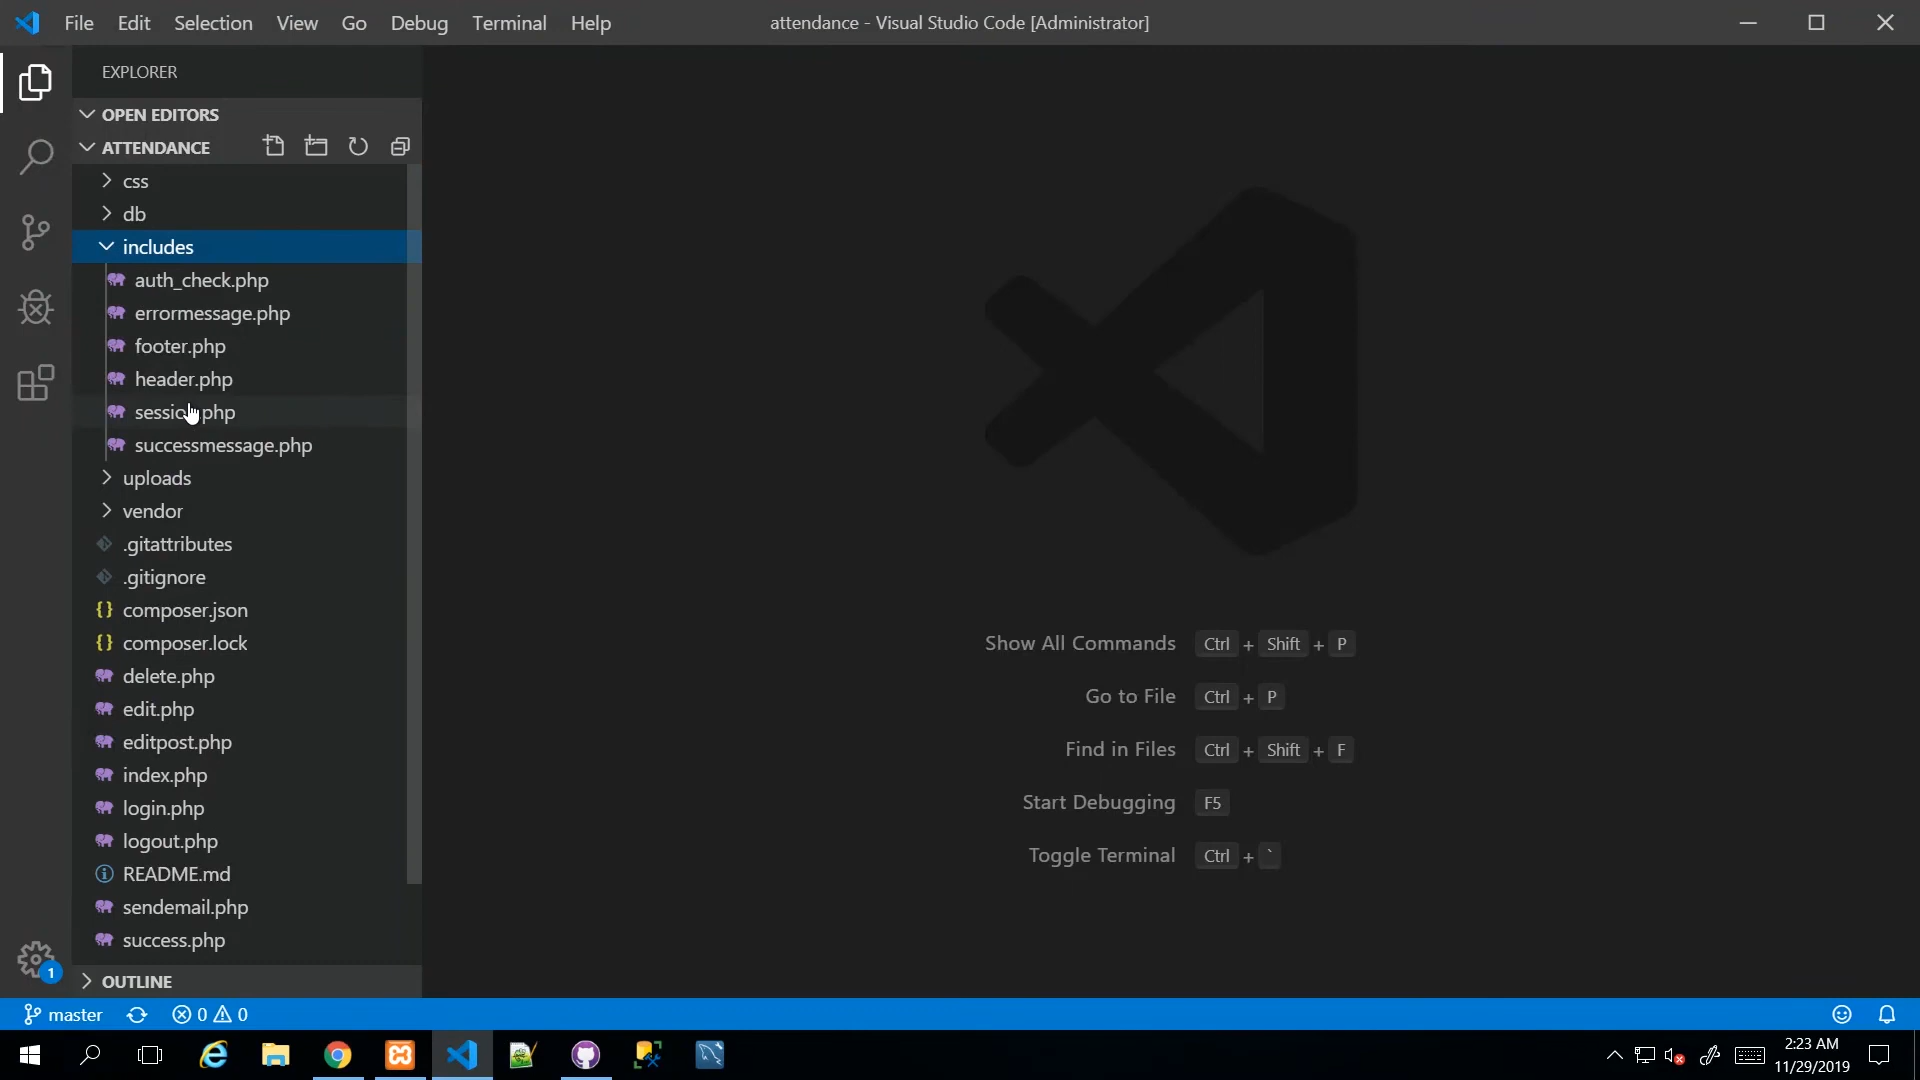 File Edit Selection View Go Debug Terminal Help
attendance - Visual Studio Code [Administrator]
EXPLORER
OPEN EDITORS
ATTENDANCE
css
db
includes
auth_check.php
errormessage.php
footer.php
header.php
session.php
successmessage.php
uploads
vendor
.gitattributes
.gitignore
composer.json
composer.lock
delete.php
edit.php
editpost.php
index.php
login.php
logout.php
README.md
sendemail.php
success.php
OUTLINE
Show All Commands Ctrl + Shift + P
Go to File Ctrl + P
Find in Files Ctrl + Shift + F
Start Debugging F5
Toggle Terminal Ctrl + `
1
master 0 0
2:23 AM
11/29/2019